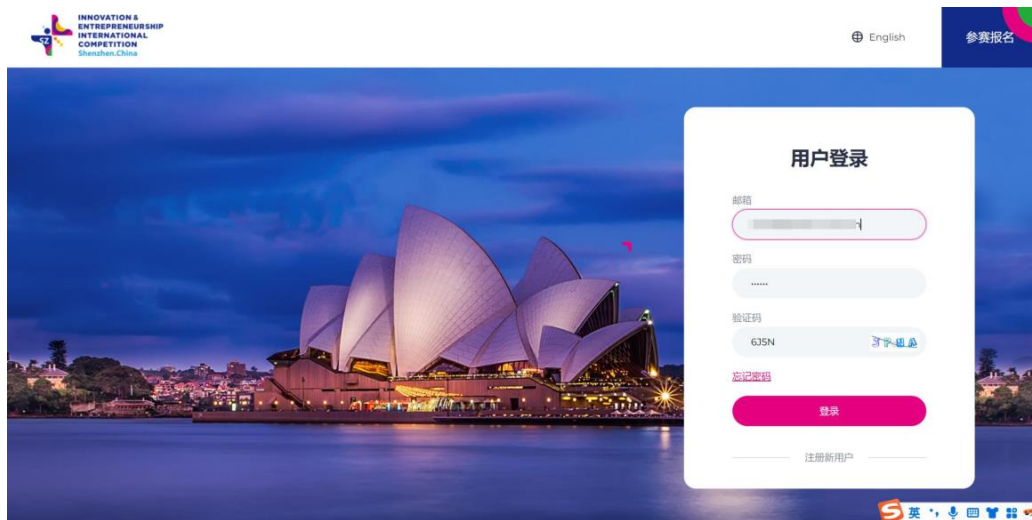 INNOVATION &
ENTREPRENEURSHIP
INTERNATIONAL
COMPETITION
Shenzhen.China
SZ
English
参赛报名
用户登录
邮箱
密码
······
验证码
6J5N
忘记密码
登录
注册新用户
英